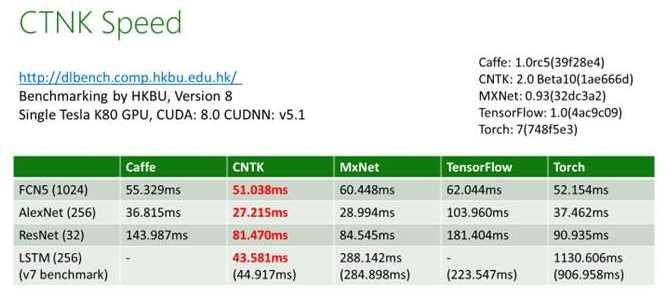 CTNK Speed
http://dlbench.comp.hkbu.edu.hk/
Benchmarking by HKBU, Version 8
Single Tesla K80 GPU, CUDA: 8.0 CUDNN: v5.1
Caffe: 1.0rc5(39f28e4)
CNTK: 2.0 Beta10(1ae666d)
MXNet: 0.93(32dc3a2)
TensorFlow: 1.0(4ac9c09)
Torch: 7(748f5e3)
Caffe CNTK MxNet TensorFlow Torch
FCN5 (1024) 55.329ms 51.038ms 60.448ms 62.044ms 52.154ms
AlexNet (256) 36.815ms 27.215ms 28.994ms 103.960ms 37.462ms
ResNet (32) 143.987ms 81.470ms 84.545ms 181.404ms 90.935ms
LSTM (256) - 43.581ms 288.142ms - 1130.606ms
(v7 benchmark) (44.917ms) (284.898ms) (223.547ms) (906.958ms)